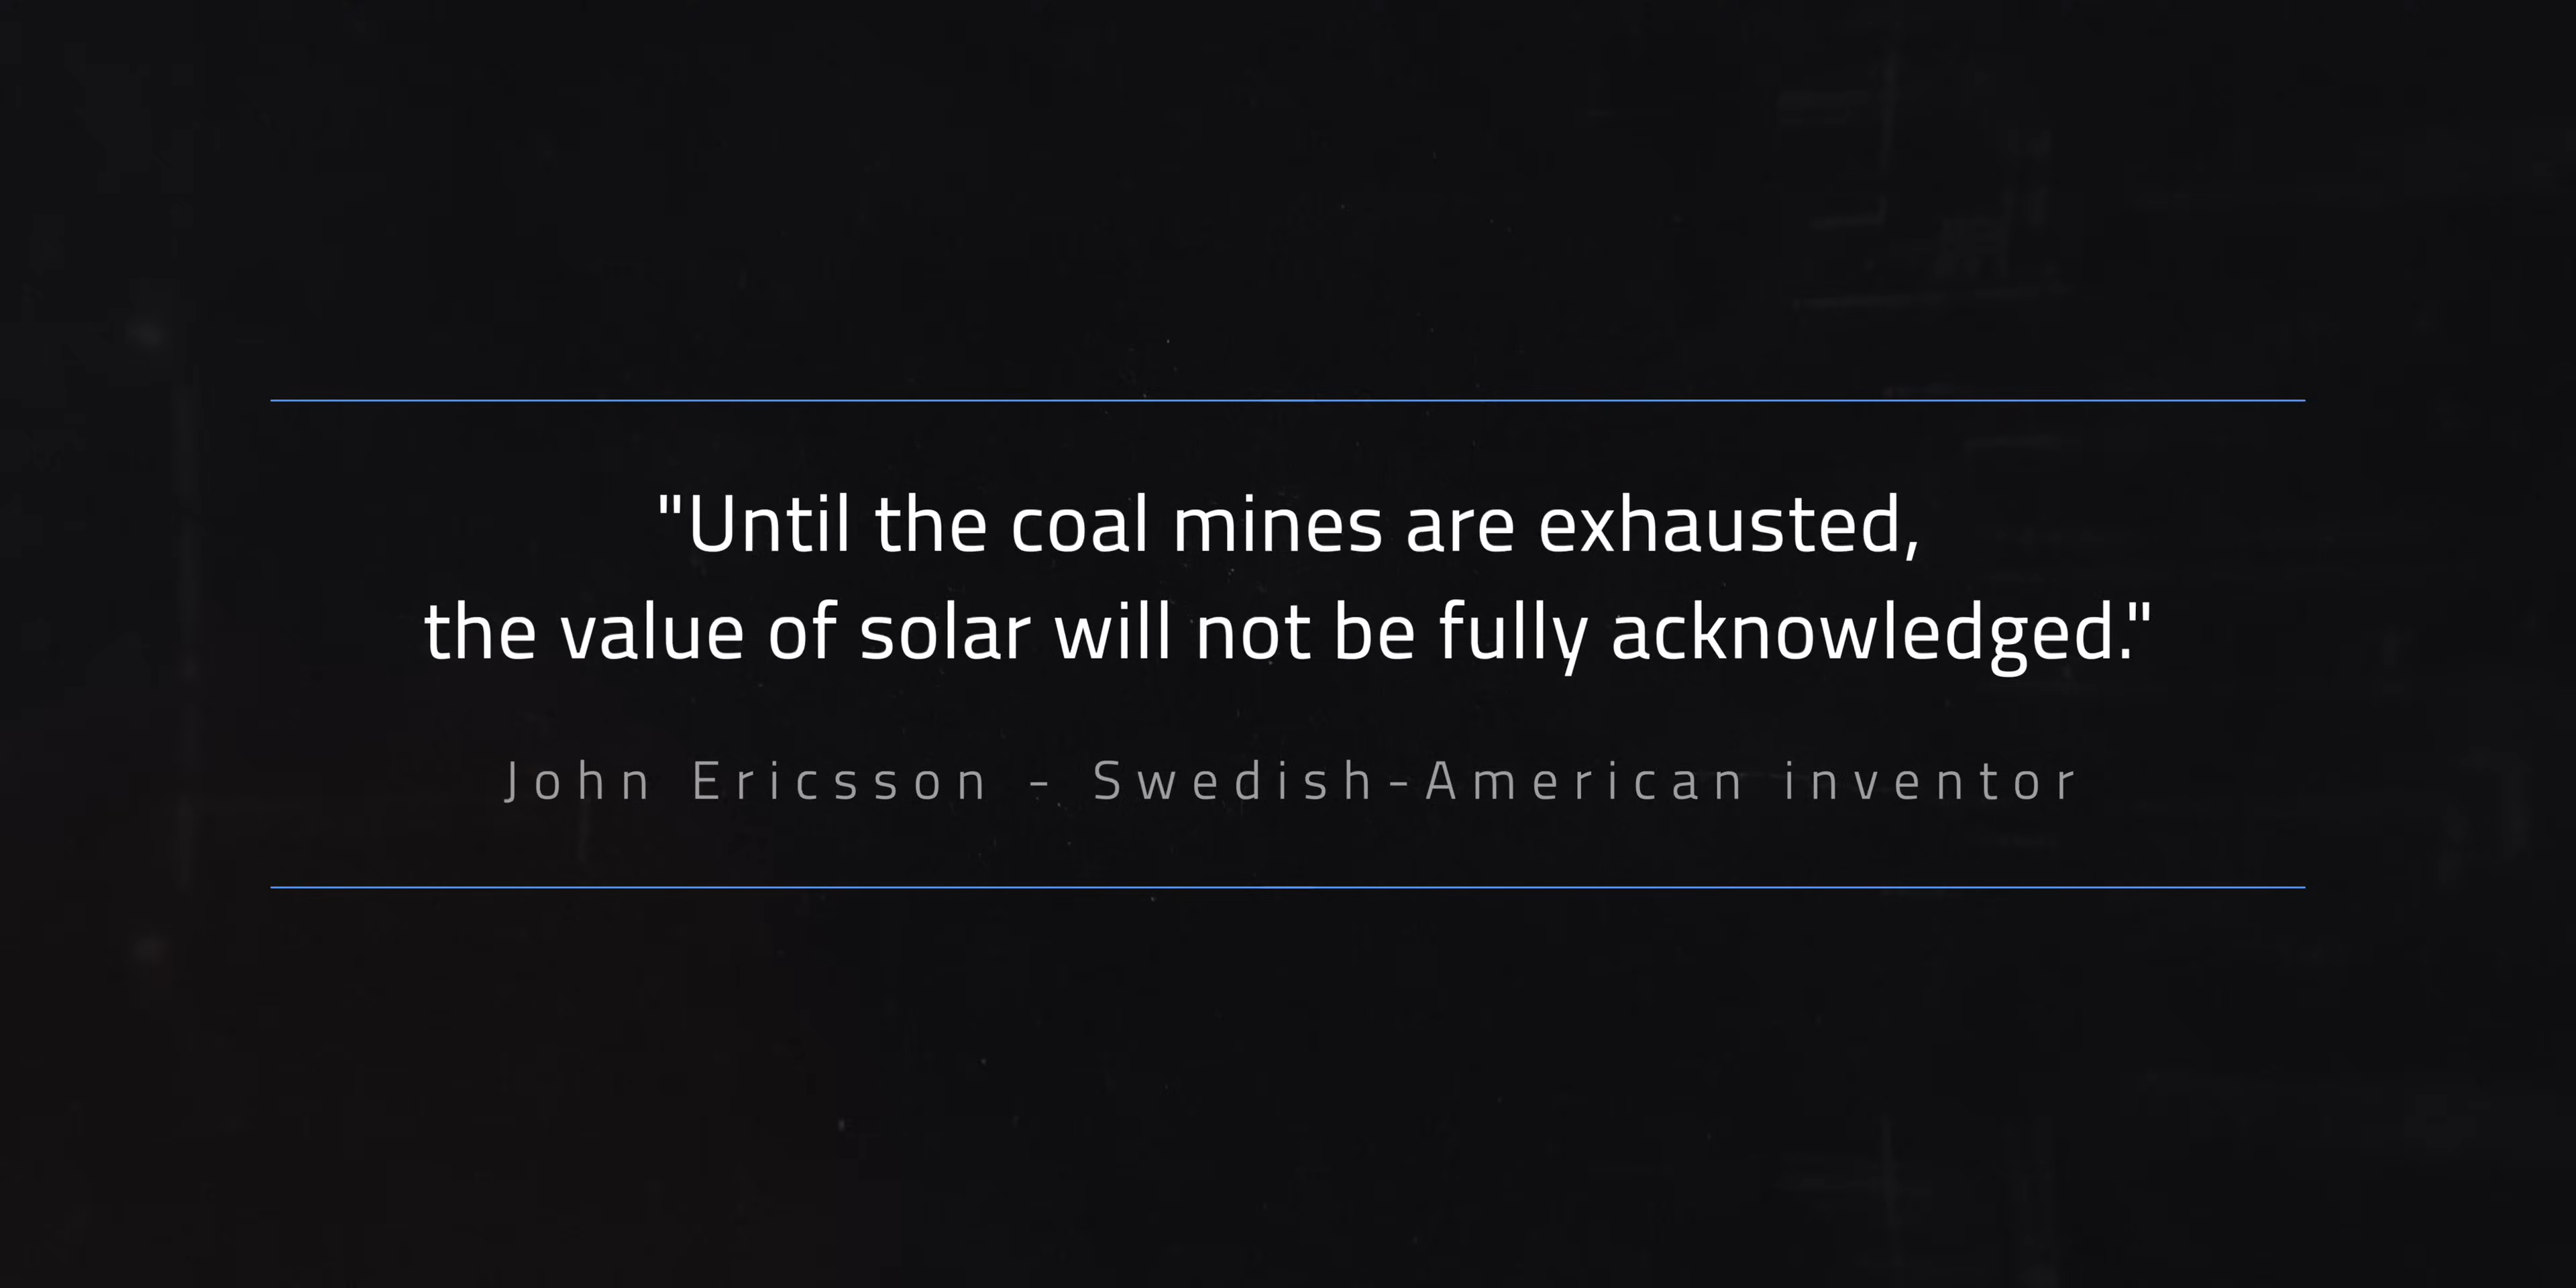 "Until the coal mines are exhausted,
the value of solar will not be fully acknowledged."
John Ericsson - Swedish-American inventor